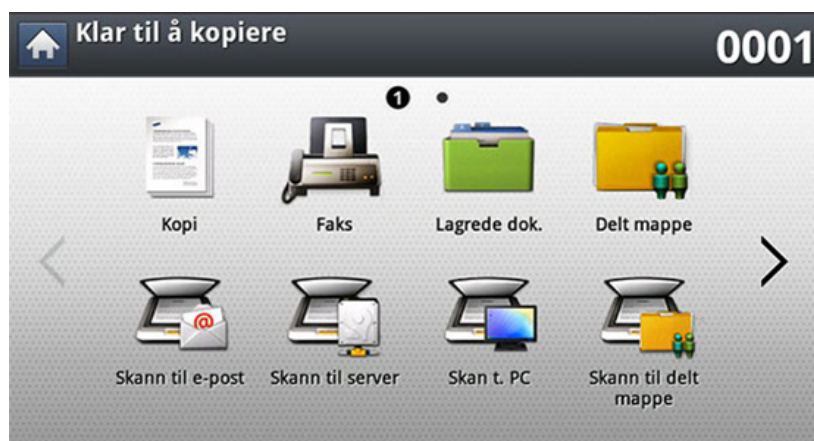 Klar til å kopiere
0001
1
Kopi
Faks
Lagrede dok.
Delt mappe
Skann til e-post
Skann til server
Skan t. PC
Skann til delt
mappe